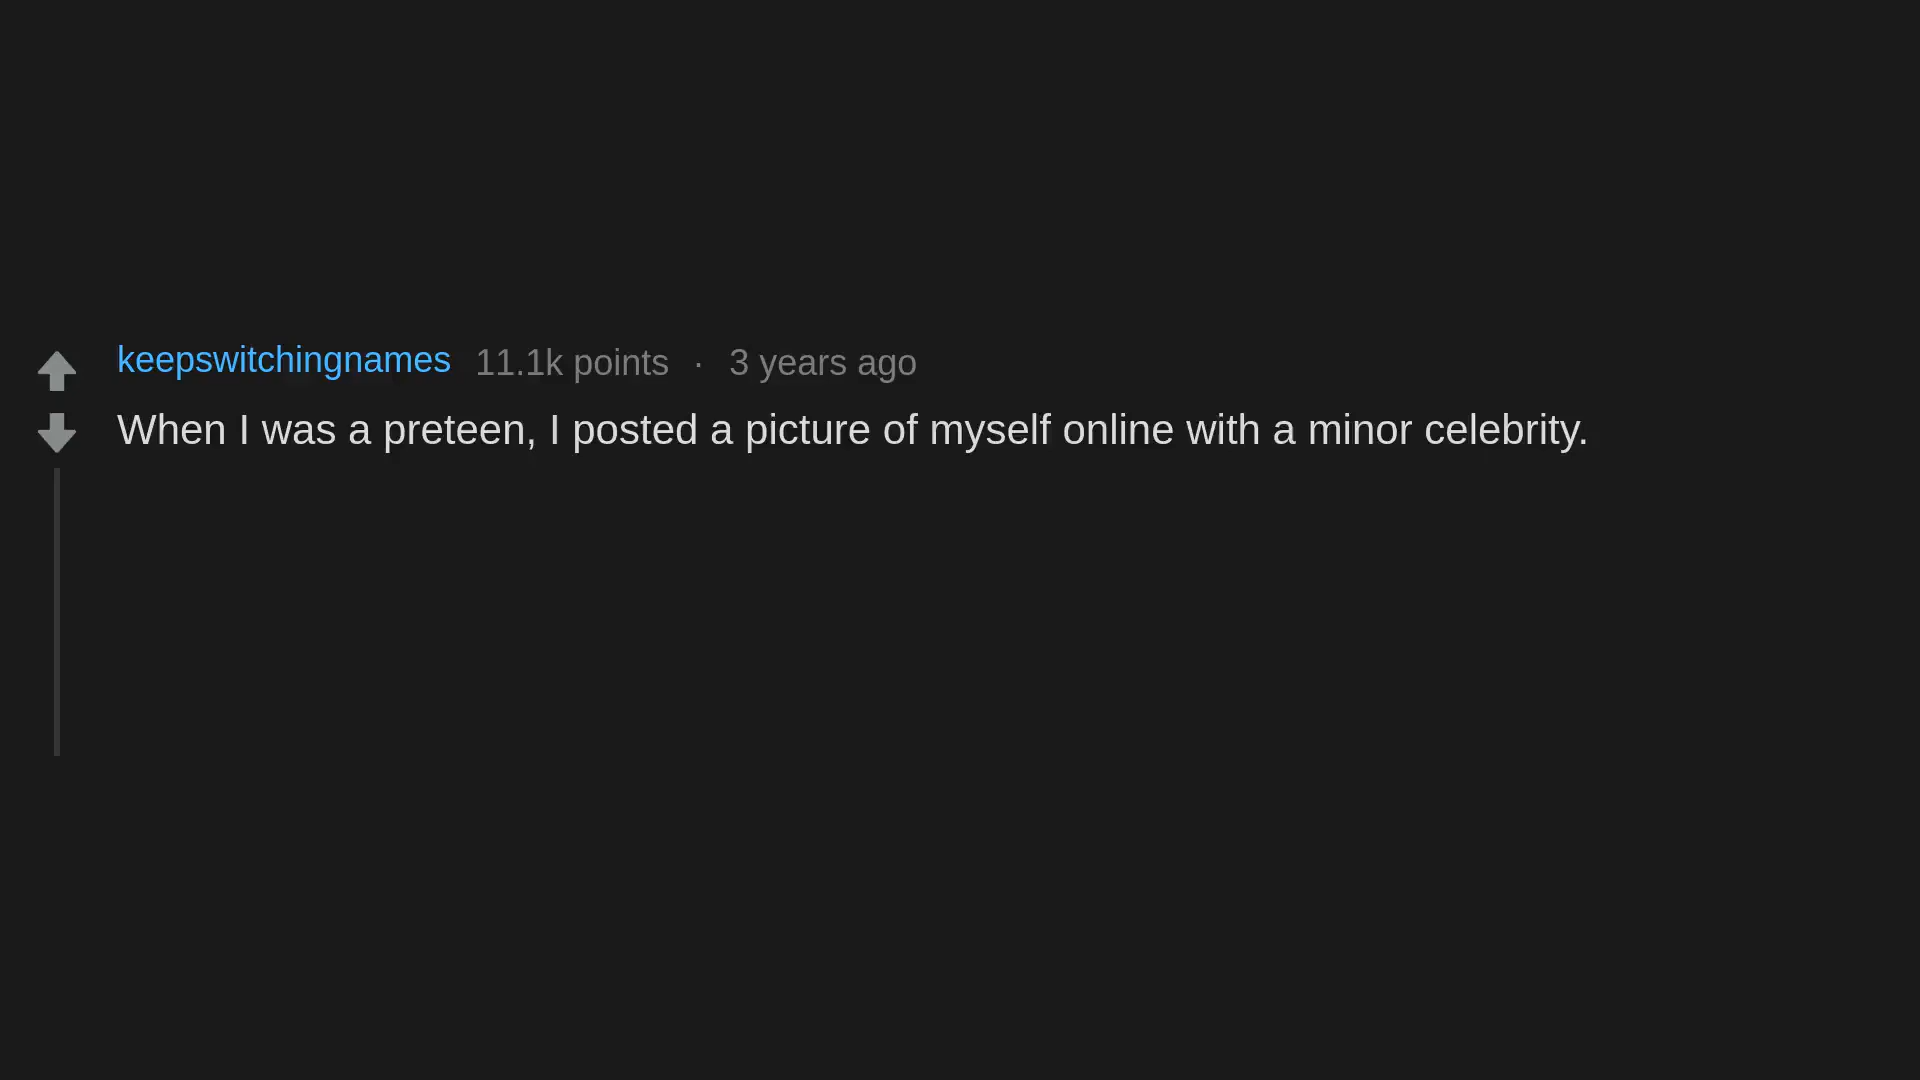 keepswitchingnames 11.1k points · 3 years ago
When I was a preteen, I posted a picture of myself online with a minor celebrity.